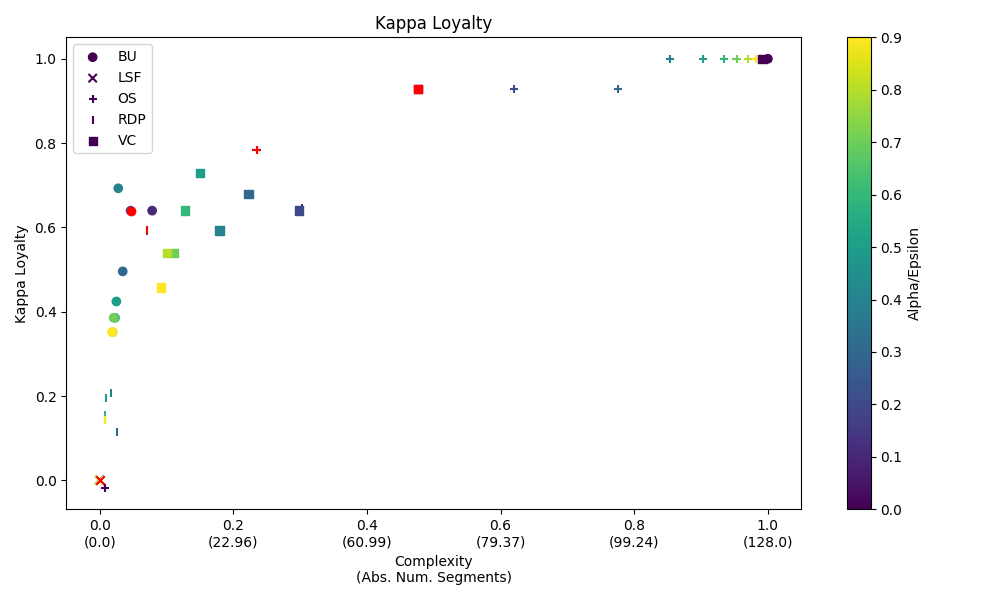 Kappa Loyalty
BU
LSF
OS
RDP
VC
Kappa Loyalty
1.0
0.8
0.6
0.4
0.2
0.0
0.0
(0.0)
0.2
(22.96)
0.4
(60.99)
0.6
(79.37)
0.8
(99.24)
1.0
(128.0)
Complexity
(Abs. Num. Segments)
0.9
0.8
0.7
0.6
0.5
0.4
0.3
0.2
0.1
0.0
Alpha/Epsilon